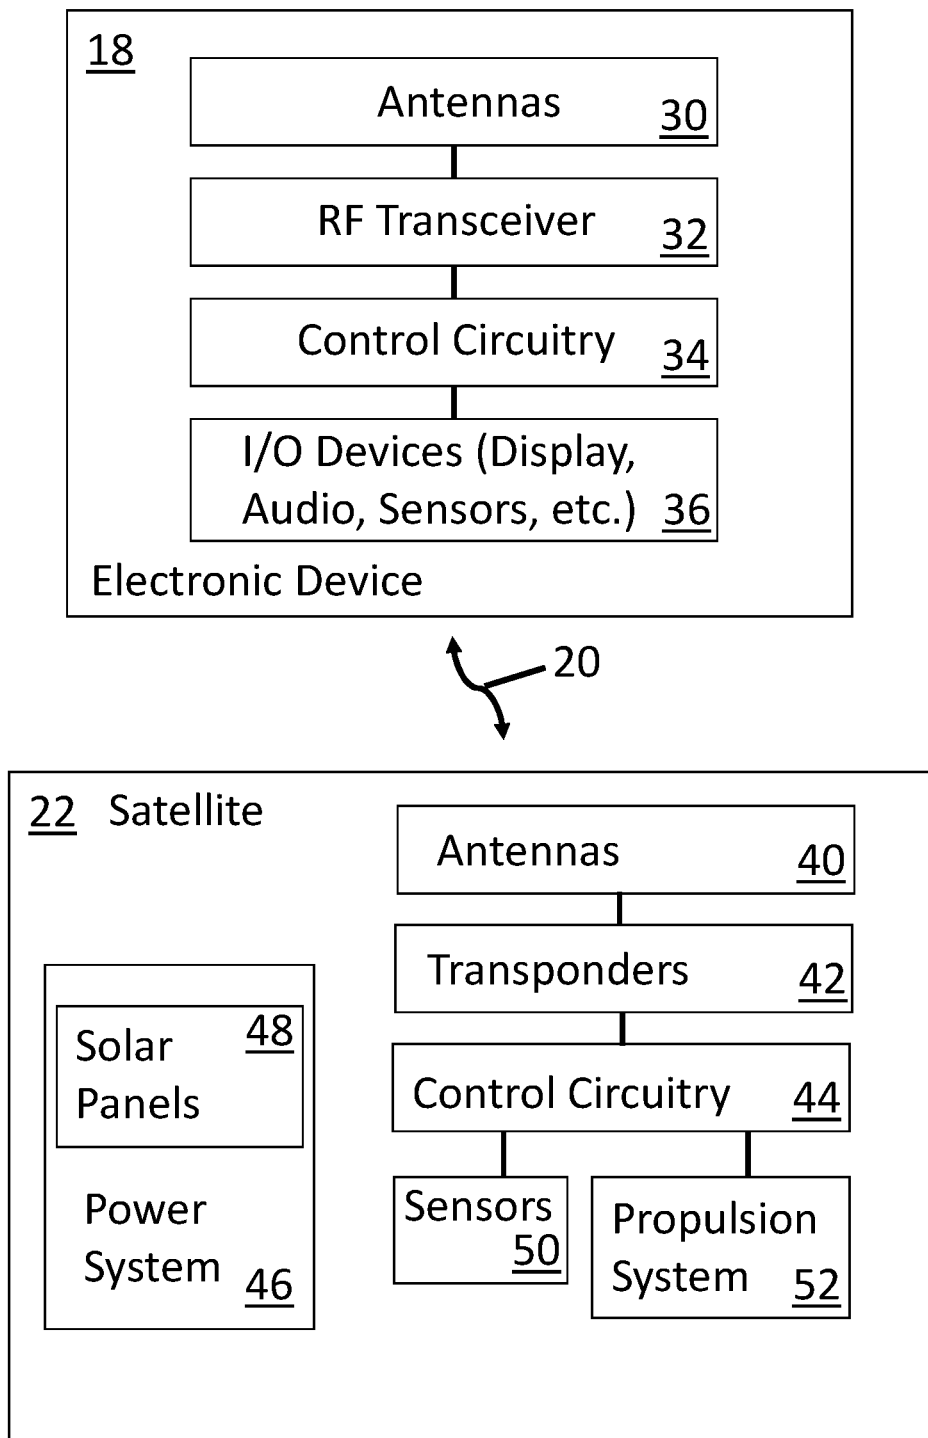 18
Antennas 30
RF Transceiver 32
Control Circuitry 34
I/O Devices (Display,
Audio, Sensors, etc.) 36
Electronic Device
20
22 Satellite
Antennas 40
Transponders 42
Control Circuitry 44
Sensors
50
Propulsion
System 52
Solar 48
Panels
Power
System 46